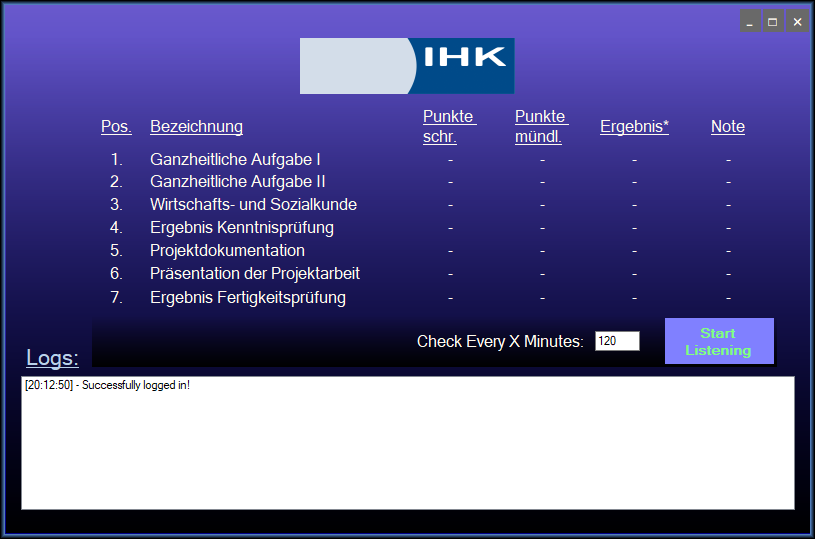 IHK
Pos. Bezeichnung Punkte schr. Punkte mündl. Ergebnis* Note
1. Ganzheitliche Aufgabe I - - - -
2. Ganzheitliche Aufgabe II - - - -
3. Wirtschafts- und Sozialkunde - - - -
4. Ergebnis Kenntnisprüfung - - - -
5. Projektdokumentation - - - -
6. Präsentation der Projektarbeit - - - -
7. Ergebnis Fertigkeitsprüfung - - - -
Check Every X Minutes: 120
Start
Listening
Logs:
[20:12:50] - Successfully logged in!